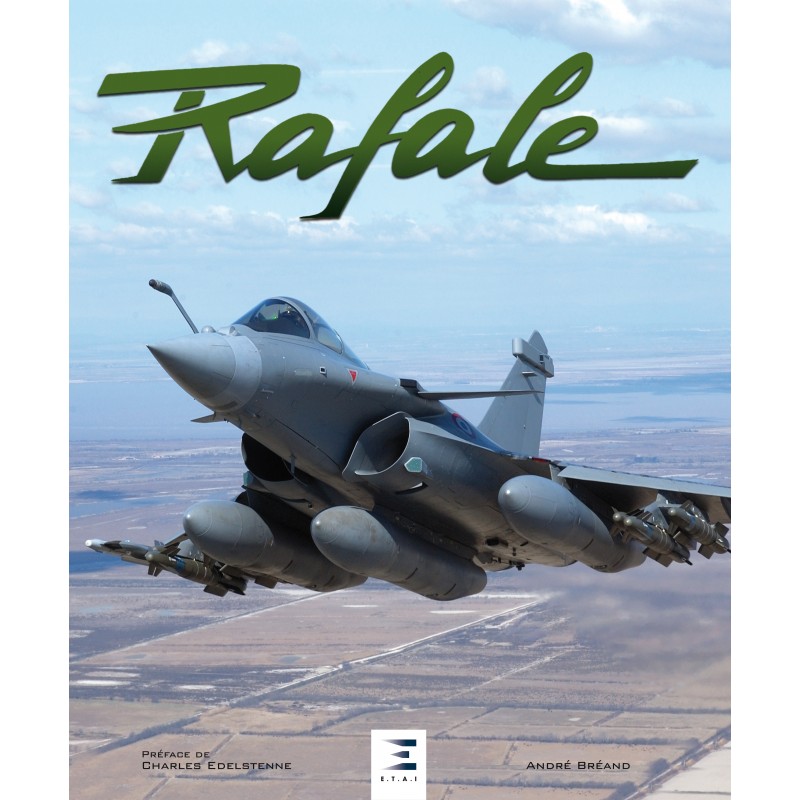 Rafale
PRÉFACE DE
CHARLES EDELSTENNE
E.T.A.I
ANDRÉ BRÉAND